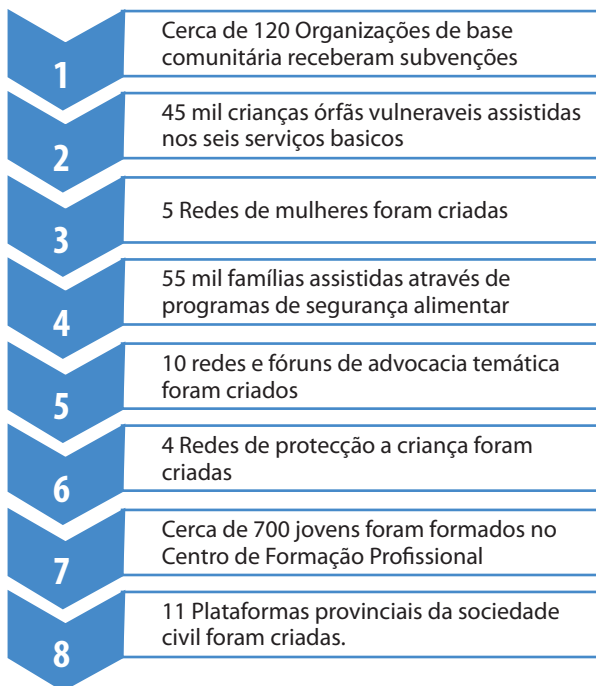 1
Cerca de 120 Organizações de base
comunitária receberam subvenções
2
45 mil crianças órfãs vulneraveis assistidas
nos seis serviços basicos
3
5 Redes de mulheres foram criadas
4
55 mil famílias assistidas através de
programas de segurança alimentar
5
10 redes e fóruns de advocacia temática
foram criados
6
4 Redes de protecção a criança foram
criadas
7
Cerca de 700 jovens foram formados no
Centro de Formação Profissional
8
11 Plataformas provinciais da sociedade
civil foram criadas.